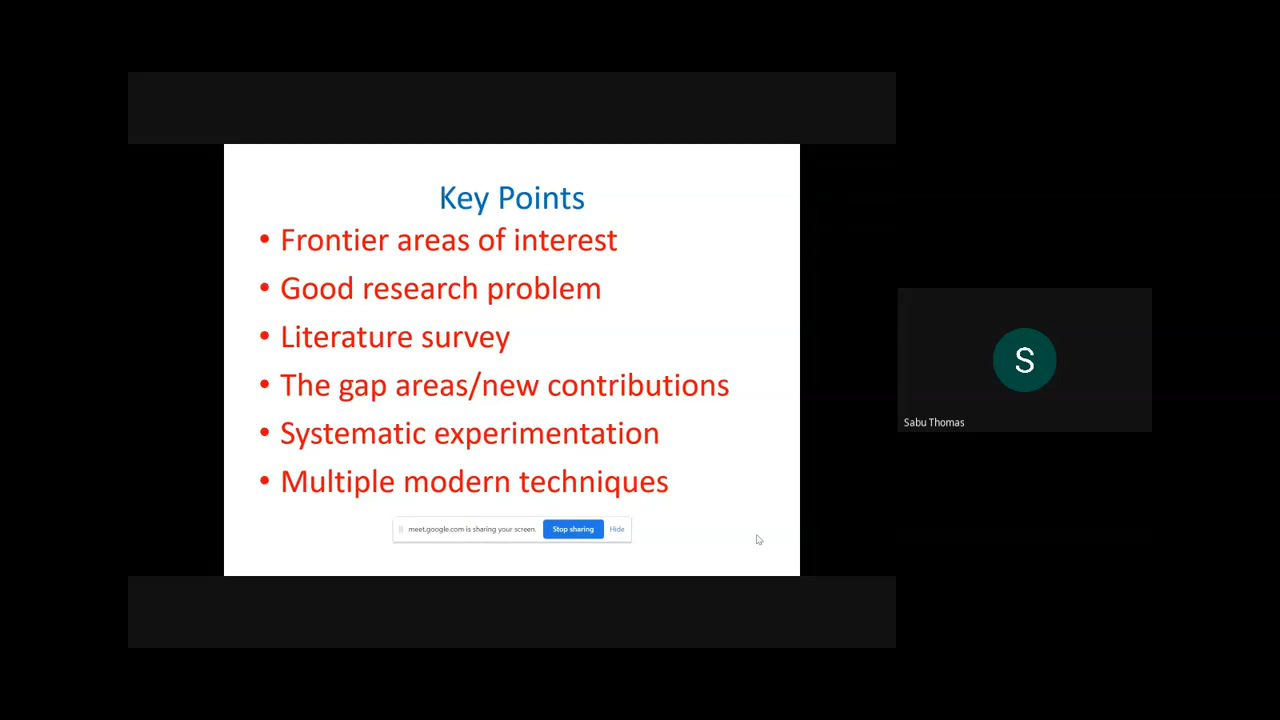 Key Points
• Frontier areas of interest
• Good research problem
• Literature survey
• The gap areas/new contributions
• Systematic experimentation
• Multiple modern techniques
meet.google.com is sharing your screen. Stop sharing Hide
S
Sabu Thomas